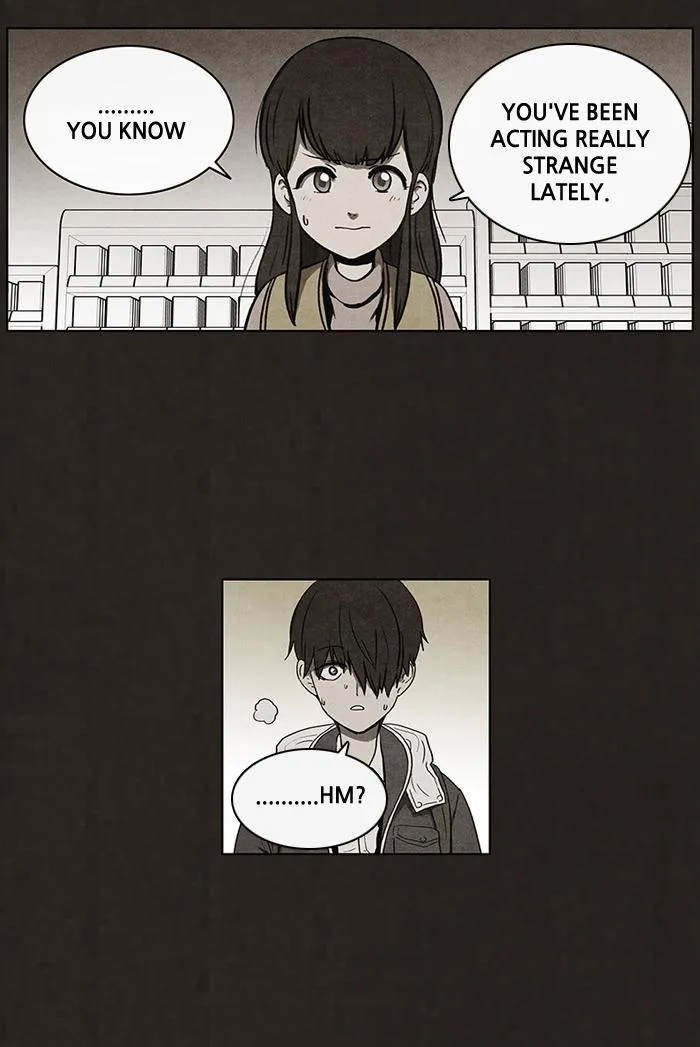 .........
YOU KNOW
YOU'VE BEEN
ACTING REALLY
STRANGE
LATELY.
..........HM?